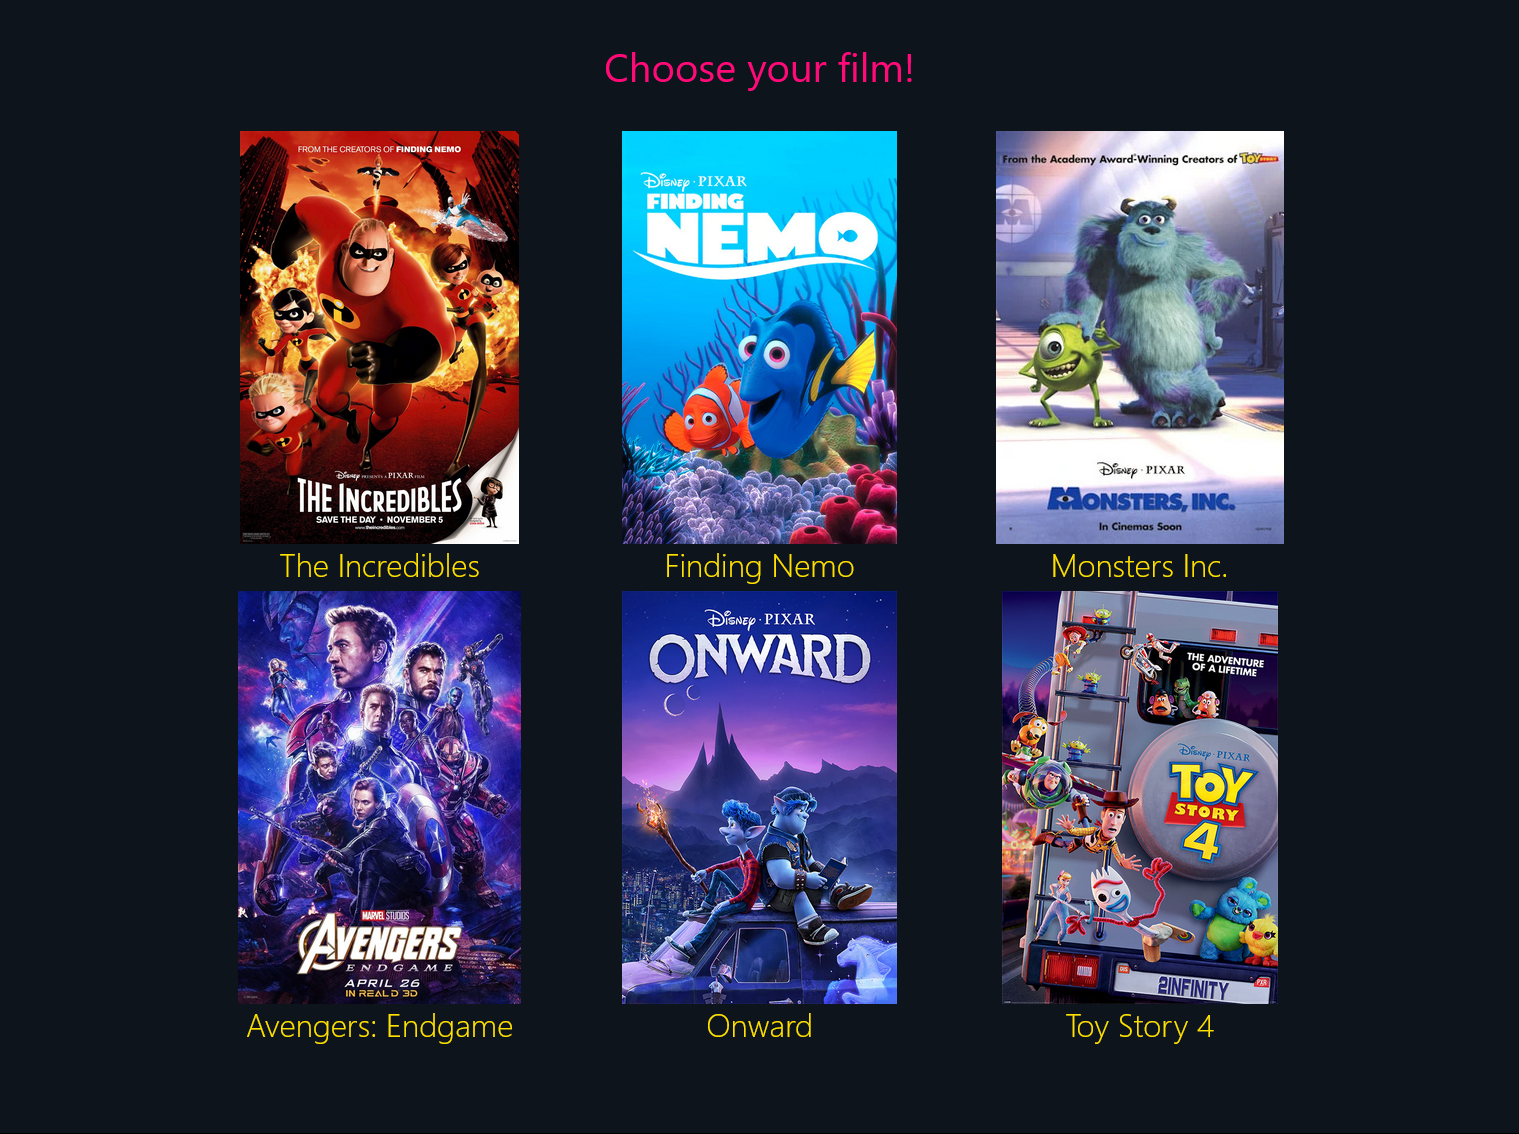 Choose your film!
FROM THE CREATORS OF FINDING NEMO
DISNEY PRESENTS A PIXAR FILM
THE INCREDIBLES
SAVE THE DAY • NOVEMBER 5
www.theincredibles.com
The Incredibles
DISNEY · PIXAR
FINDING
NEMO
Finding Nemo
From the Academy Award-Winning Creators of TOY STORY
DISNEY · PIXAR
MONSTERS, INC.
In Cinemas Soon
Monsters Inc.
MARVEL STUDIOS
AVENGERS
ENDGAME
APRIL 26
IN REALD 3D
Avengers: Endgame
DISNEY · PIXAR
ONWARD
Onward
THE ADVENTURE
OF A LIFETIME
DISNEY · PIXAR
TOY
STORY
4
2INFINITY
Toy Story 4